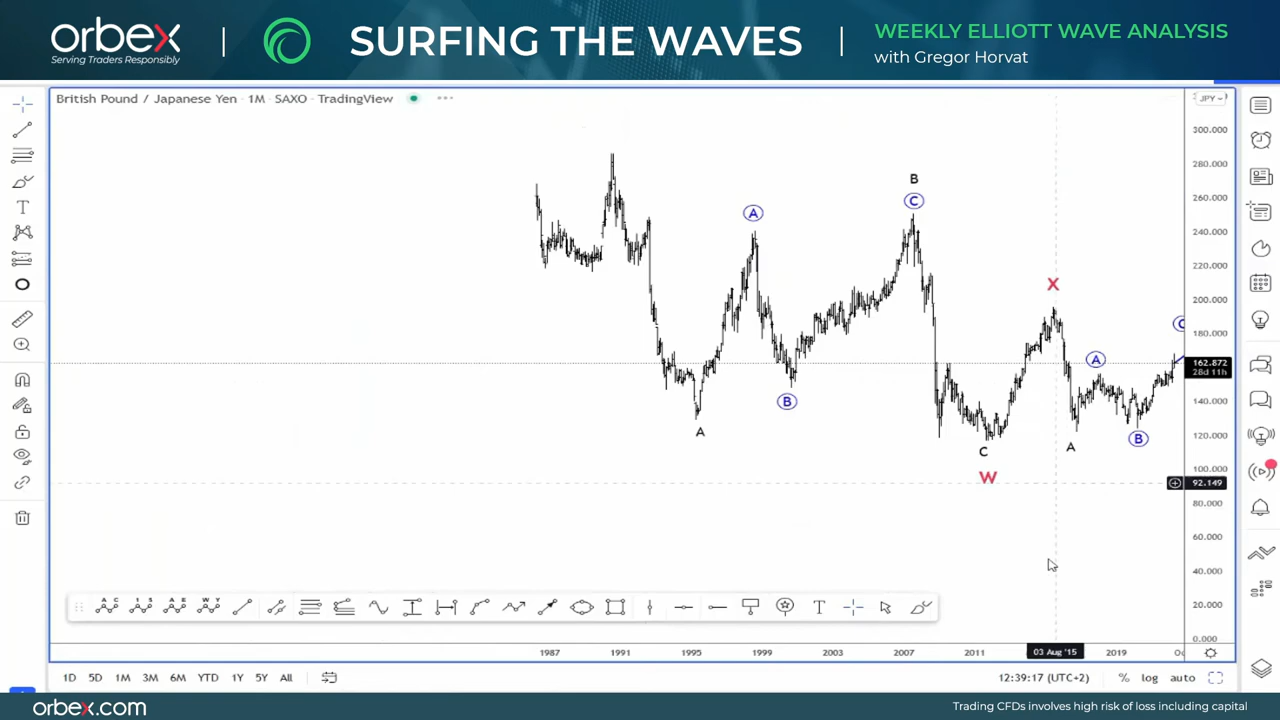 orbex
Serving Traders Responsibly
SURFING THE WAVES
WEEKLY ELLIOTT WAVE ANALYSIS
with Gregor Horvat
British Pound / Japanese Yen · 1M · SAXO · TradingView
JPY
300.000
280.000
260.000
240.000
220.000
200.000
180.000
162.872
28d 11h
140.000
120.000
100.000
92.149
80.000
60.000
40.000
20.000
0.000
B
C
A
X
C
A
B
A
B
A
C
W
A C
1 5
A E
W Y
T
T
1987
1991
1995
1999
2003
2007
2011
03 Aug '15
2019
1D
5D
1M
3M
6M
YTD
1Y
5Y
All
12:39:17 (UTC+2)
%
log
auto
orbex.com
Trading CFDs involves high risk of loss including capital